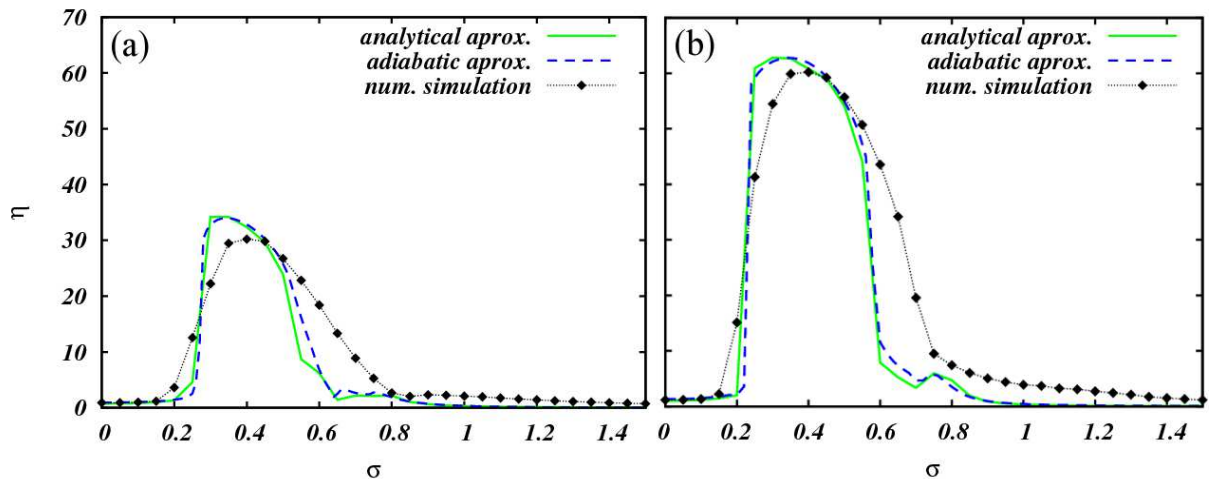 70
60
50
40
30
20
10
0
η
(a)
analytical aprox.
adiabatic aprox.
num. simulation
0 0.2 0.4 0.6 0.8 1 1.2 1.4
σ
(b)
analytical aprox.
adiabatic aprox.
num. simulation
0 0.2 0.4 0.6 0.8 1 1.2 1.4
σ